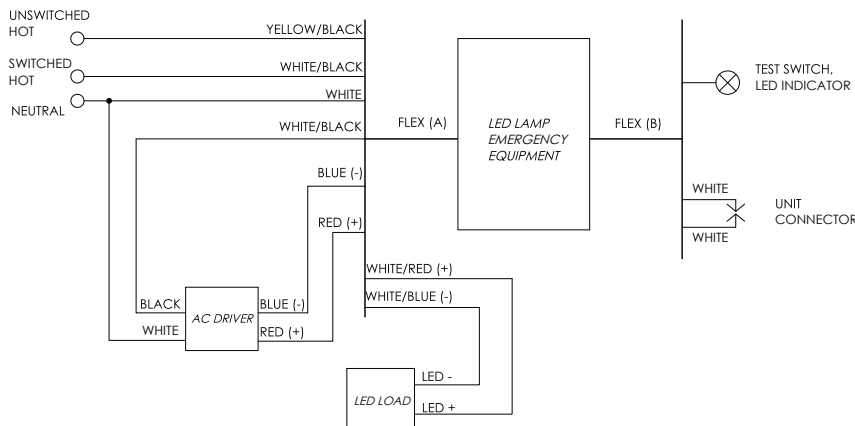 UNSWITCHED
HOT
YELLOW/BLACK
SWITCHED
HOT
WHITE/BLACK
NEUTRAL
WHITE
WHITE/BLACK
FLEX (A)
LED LAMP
EMERGENCY
EQUIPMENT
FLEX (B)
TEST SWITCH,
LED INDICATOR
BLUE (-)
RED (+)
WHITE
UNIT
CONNECTOR
WHITE
WHITE/RED (+)
WHITE/BLUE (-)
BLACK
AC DRIVER
BLUE (-)
WHITE
RED (+)
LED -
LED LOAD
LED +